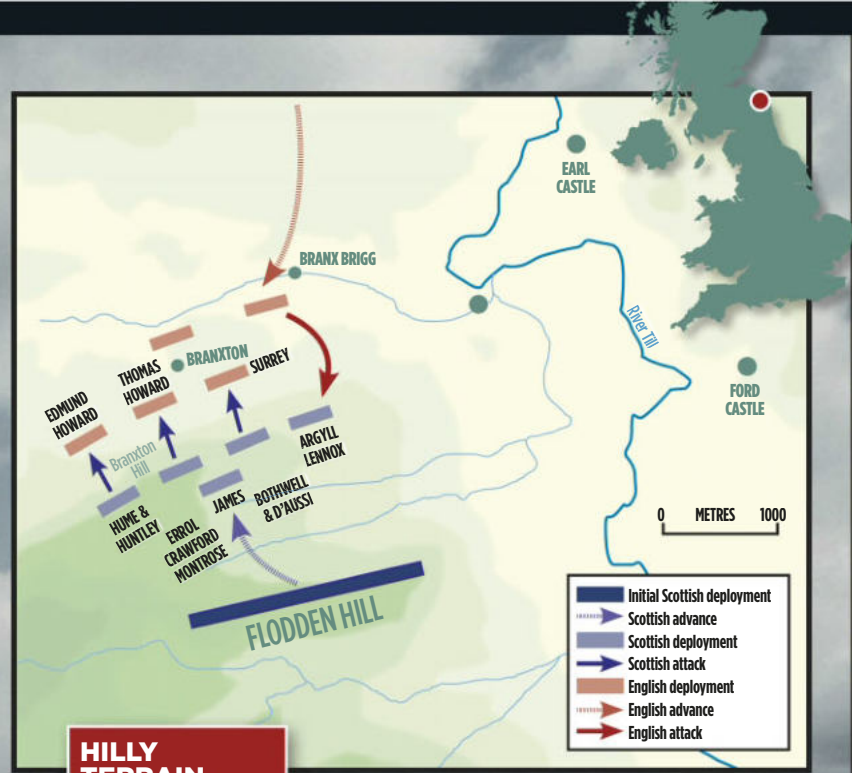 EARL
CASTLE
BRANX BRIGG
River Till
BRANXTON
SURREY
THOMAS
HOWARD
FORD
CASTLE
EDMUND
HOWARD
Branxton
Hill
ARGYLL
LENNOX
HUME &
HUNTLEY
ERROL
CRAWFORD
MONTROSE
JAMES
BOTHWELL
& D'AUSSI
0 METRES 1000
FLODDEN HILL
Initial Scottish deployment
Scottish advance
Scottish deployment
Scottish attack
English deployment
English advance
English attack
HILLY
TERRAIN